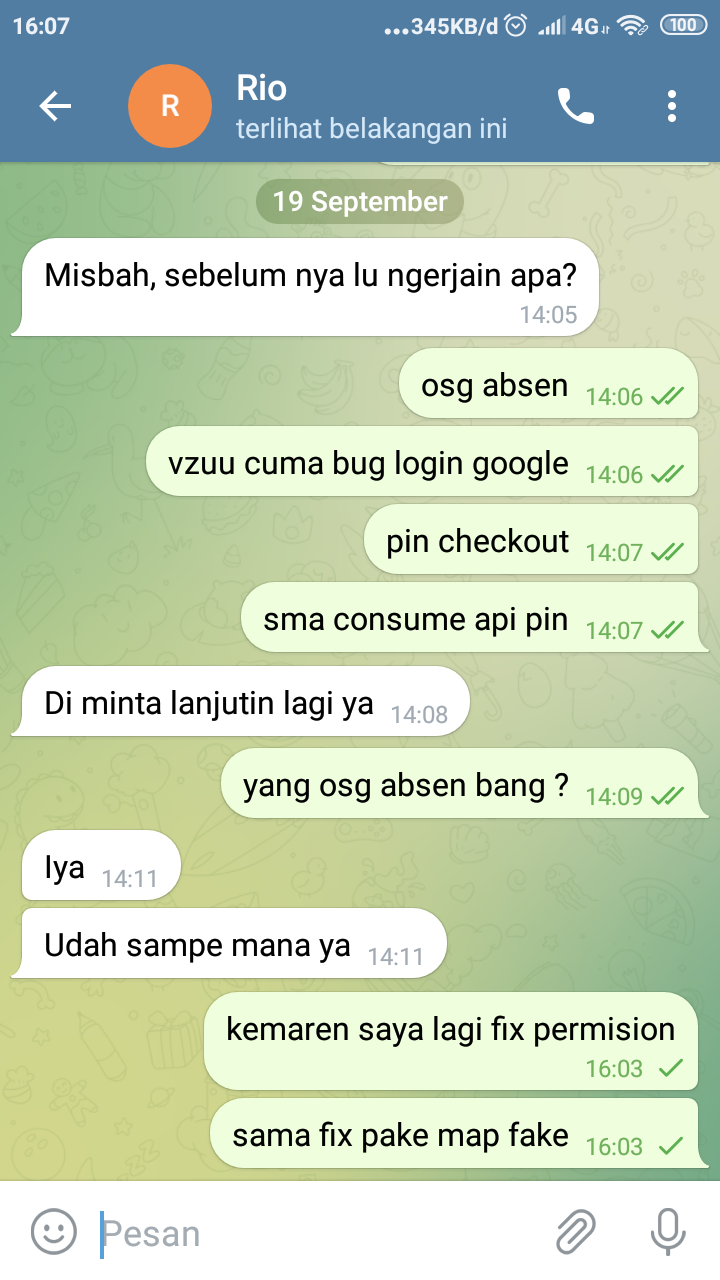 16:07
...345KB/d 4G 100
R
Rio
terlihat belakangan ini
19 September
Misbah, sebelum nya lu ngerjain apa?
14:05
osg absen 14:06
vzuu cuma bug login google 14:06
pin checkout 14:07
sma consume api pin 14:07
Di minta lanjutin lagi ya 14:08
yang osg absen bang ? 14:09
Iya 14:11
Udah sampe mana ya 14:11
kemaren saya lagi fix permision
16:03
sama fix pake map fake 16:03
Pesan